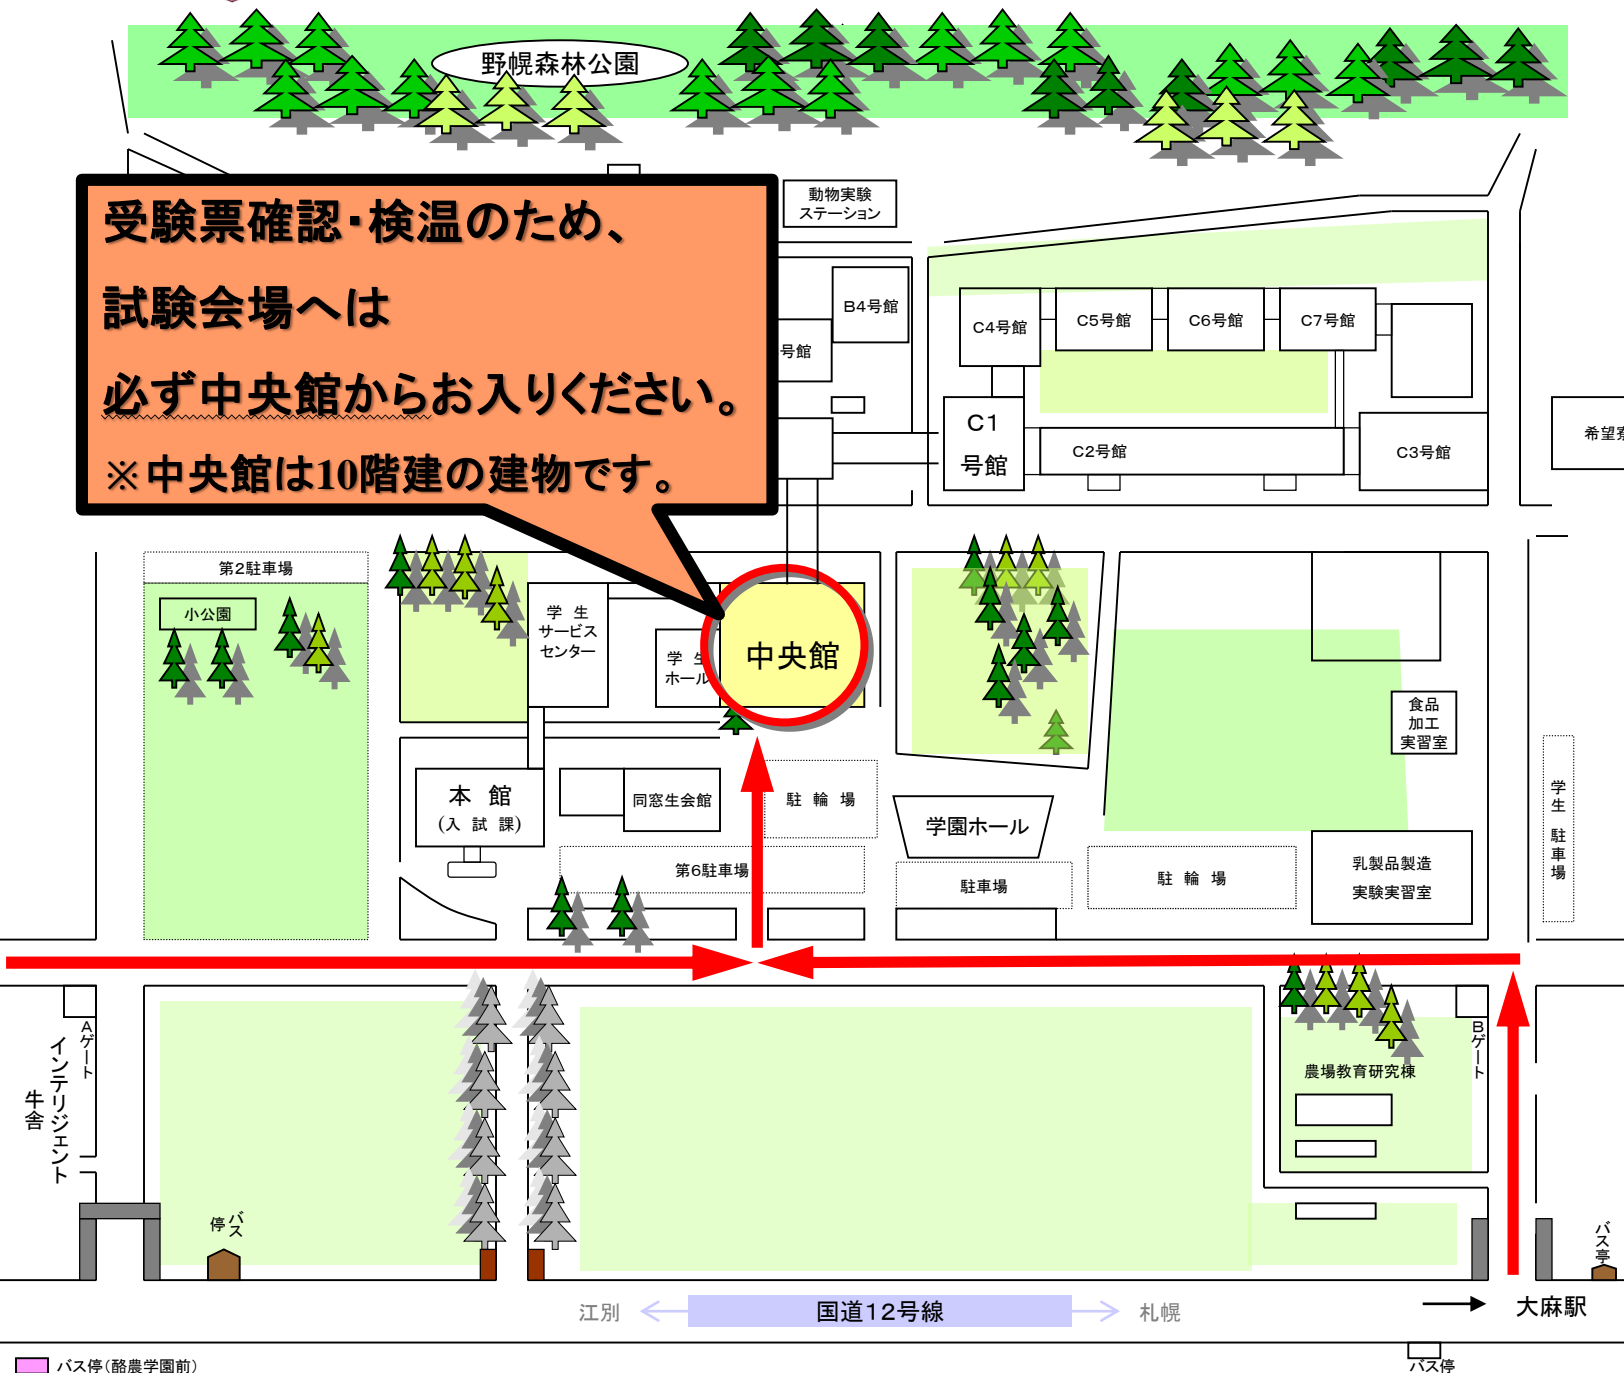 野幌森林公園
受験票確認・検温のため、
試験会場へは
必ず中央館からお入りください。
※中央館は10階建の建物です。
動物実験
ステーション
B4号館
号館
C4号館
C5号館
C6号館
C7号館
C1
号館
C2号館
C3号館
希望寮
第2駐車場
小公園
学 生
サービス
センター
学 生
ホール
中央館
食品
加工
実習室
本 館
(入 試 課)
同窓生会館
駐 輪 場
学園ホール
第6駐車場
駐車場
駐 輪 場
乳製品製造
実験実習室
学生 駐車場
Aゲート
インテリジェント
牛舎
バス
停
Bゲート
農場教育研究棟
バス亭
江別
国道12号線
札幌
大麻駅
バス停(酪農学園前)
バス停